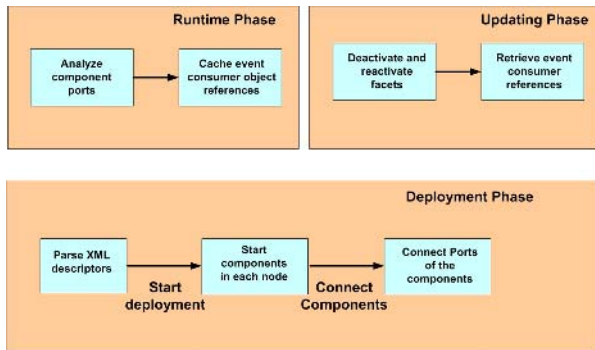 Runtime Phase
Analyze
component
ports
Cache event
consumer object
references
Updating Phase
Deactivate and
reactivate
facets
Retrieve event
consumer
references
Deployment Phase
Parse XML
descriptors
Start
deployment
Start
components
in each node
Connect
Components
Connect Ports
of the
components